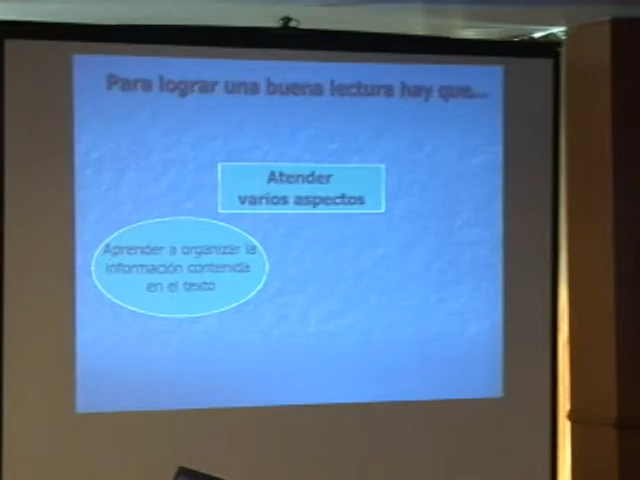 Para lograr una buena lectura hay que...
Atender
varios aspectos
Aprender a organizar la
información contenida
en el texto